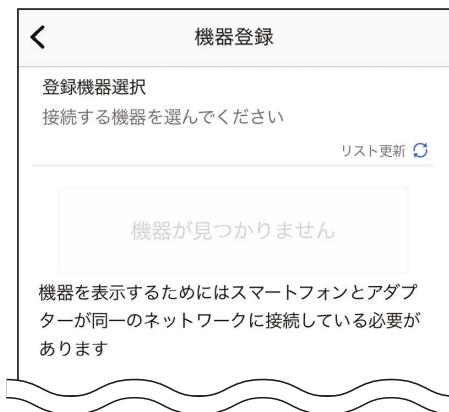 機器登録
登録機器選択
接続する機器を選んでください
リスト更新
機器が見つかりません
機器を表示するためにはスマートフォンとアダプ
ターが同一のネットワークに接続している必要が
あります